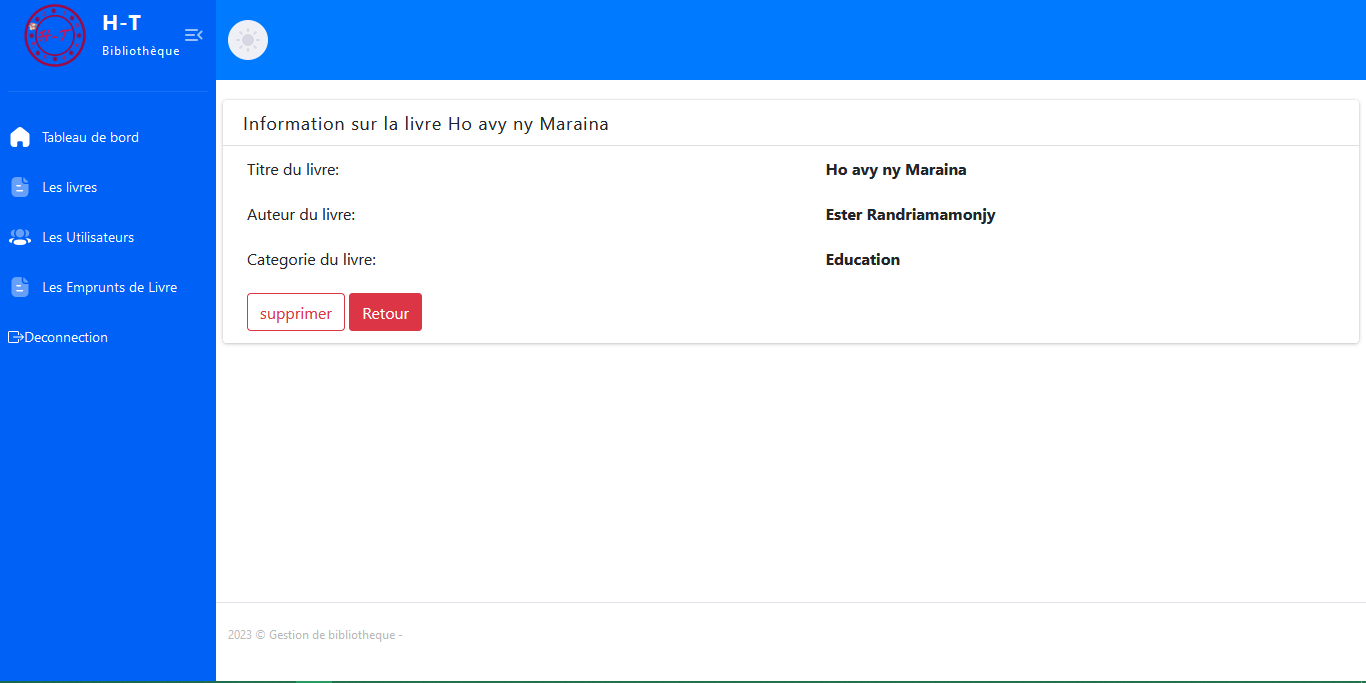 H-T
H-T
Bibliothèque
Tableau de bord
Les livres
Les Utilisateurs
Les Emprunts de Livre
Deconnection
Information sur la livre Ho avy ny Maraina
Titre du livre: Ho avy ny Maraina
Auteur du livre: Ester Randriamamonjy
Categorie du livre: Education
supprimer Retour
2023 © Gestion de bibliotheque -